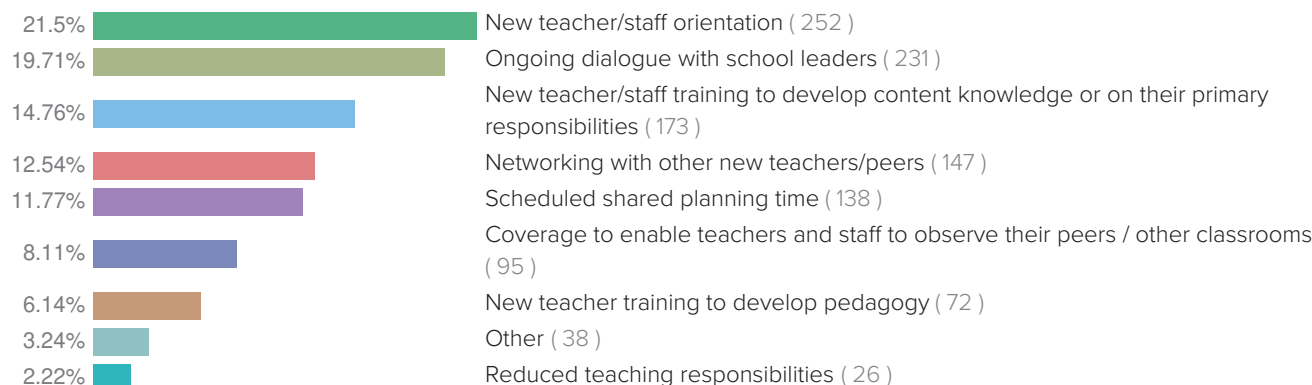 21.5% New teacher/staff orientation ( 252 )
19.71% Ongoing dialogue with school leaders ( 231 )
New teacher/staff training to develop content knowledge or on their primary
14.76%
responsibilities ( 173 )
12.54% Networking with other new teachers/peers ( 147 )
11.77% Scheduled shared planning time ( 138 )
Coverage to enable teachers and staff to observe their peers / other classrooms
8.11%
( 95 )
6.14% New teacher training to develop pedagogy ( 72 )
3.24% Other ( 38 )
2.22% Reduced teaching responsibilities ( 26 )